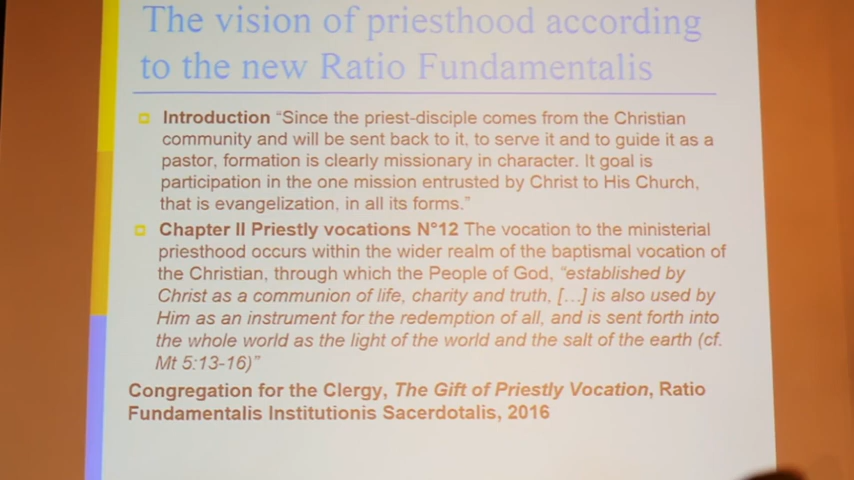 The vision of priesthood according
to the new Ratio Fundamentalis
Introduction “Since the priest-disciple comes from the Christian
community and will be sent back to it, to serve it and to guide it as a
pastor, formation is clearly missionary in character. It goal is
participation in the one mission entrusted by Christ to His Church,
that is evangelization, in all its forms.”
Chapter II Priestly vocations N°12 The vocation to the ministerial
priesthood occurs within the wider realm of the baptismal vocation of
the Christian, through which the People of God, “established by
Christ as a communion of life, charity and truth, […] is also used by
Him as an instrument for the redemption of all, and is sent forth into
the whole world as the light of the world and the salt of the earth (cf.
Mt 5:13-16)”
Congregation for the Clergy, The Gift of Priestly Vocation, Ratio
Fundamentalis Institutionis Sacerdotalis, 2016